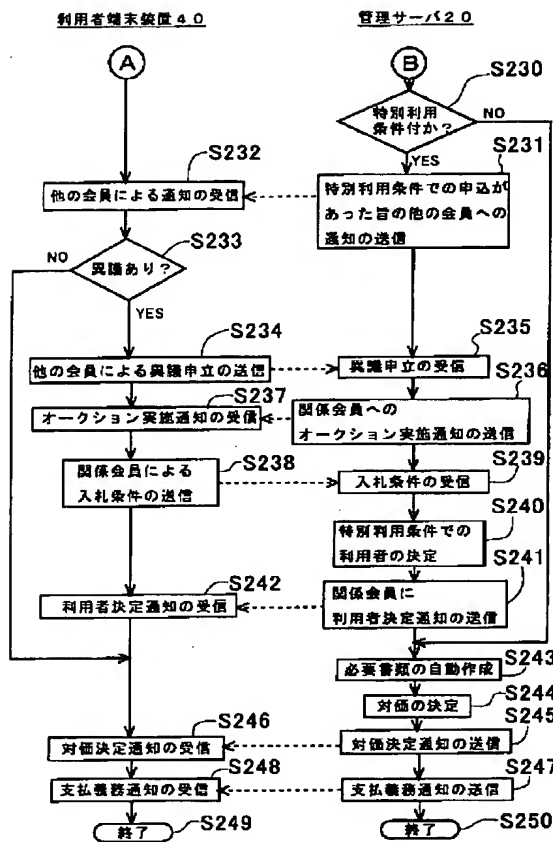 利用者端末装置40
管理サーバ20
A
B
S230
特別利用
条件付か?
NO
S231
YES
S232
他の会員による通知の受信
特別利用条件での申込が
あった旨の他の会員への
通知の送信
S233
NO
異議あり?
YES
S234
S235
他の会員による異議申立の送信
異議申立の受信
S236
S237
オークション実施通知の受信
関係会員への
オークション実施通知の送信
S238
関係会員による
入札条件の送信
S239
入札条件の受信
S240
特別利用条件での
利用者の決定
S241
S242
利用者決定通知の受信
関係会員に
利用者決定通知の送信
S243
必要書類の自動作成
S244
対価の決定
S245
S246
対価決定通知の受信
対価決定通知の送信
S247
S248
支払義務通知の受信
支払義務通知の送信
終了
S249
終了
S250